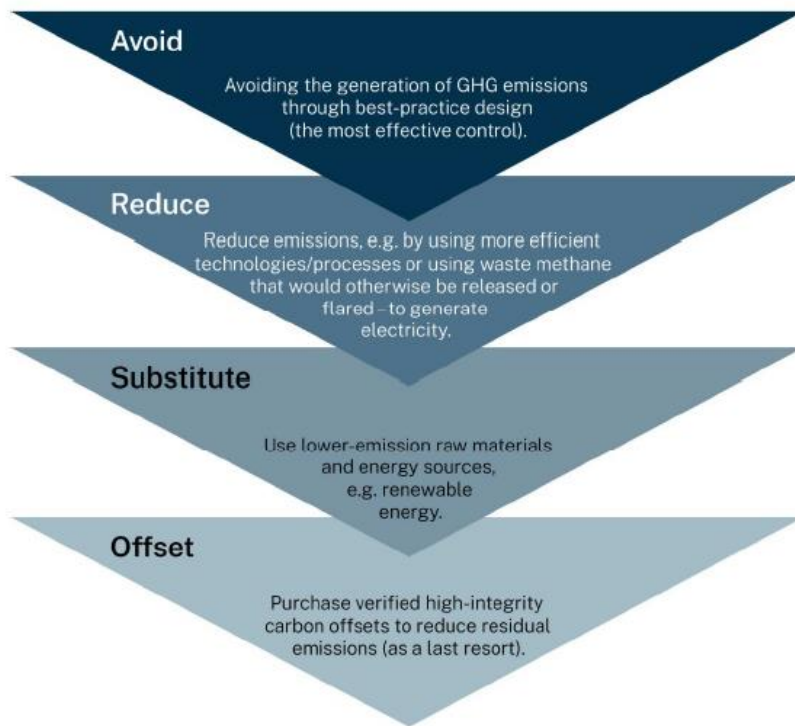 Avoid
Avoiding the generation of GHG emissions
through best-practice design
(the most effective control).
Reduce
Reduce emissions, e.g. by using more efficient
technologies/processes or using waste methane
that would otherwise be released or
flared–to generate
electricity.
Substitute
Use lower-emission raw materials
and energy sources,
e.g. renewable
energy.
Offset
Purchase verified high-integrity
carbon offsets to reduce residual
emissions (as a last resort).